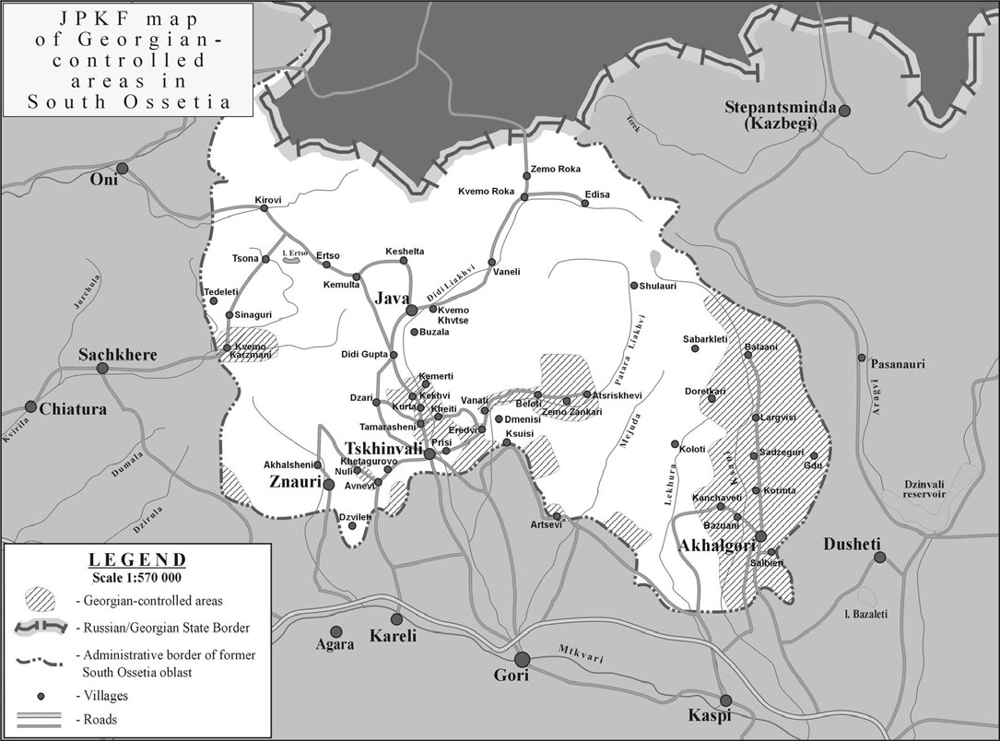 JPKF map
of Georgian-
controlled
areas in
South Ossetia
Stepantsminda
(Kazbegi)
Terek
Oni
Zemo Roka
Kvemo Roka
Edisa
Kirovi
Tsona
l. Ertso
Ertso
Keshelta
Kemulta
Vaneli
Didi Liakhvi
Shulauri
Jurchula
Tedeleti
Java
Kvemo
Khvtse
Sinaguri
Buzala
Patara Liakhvi
Sabarkleti
Balaani
Kvemo
Karzmani
Sachkhere
Didi Gupta
Pasanauri
Aragvi
Kemerti
Chiatura
Kvirila
Dzari
Kekhvi
Kurta
Kheiti
Vanati
Beloti
Atsriskhevi
Zemo Zankari
Doretkari
Largvisi
Tamarasheni
Eredvi
Dmenisi
Mejuda
Ksuisi
Prisi
Tskhinvali
Koloti
Sadzeguri
Gdu
Ksani
Dumala
Akhalsheni
Khetagurovo
Nuli
Znauri
Avnevi
Lekhura
Korinta
Dzinvali
reservoir
Kanchaveti
Dzirula
Dzvileti
Artsevi
Bazuani
Akhalgori
Dusheti
Salbieri
l. Bazaleti
LEGEND
Scale 1:570 000
- Georgian-controlled areas
- Russian/Georgian State Border
- Administrative border of former
South Ossetia oblast
- Villages
- Roads
Agara
Kareli
Gori
Mtkvari
Kaspi